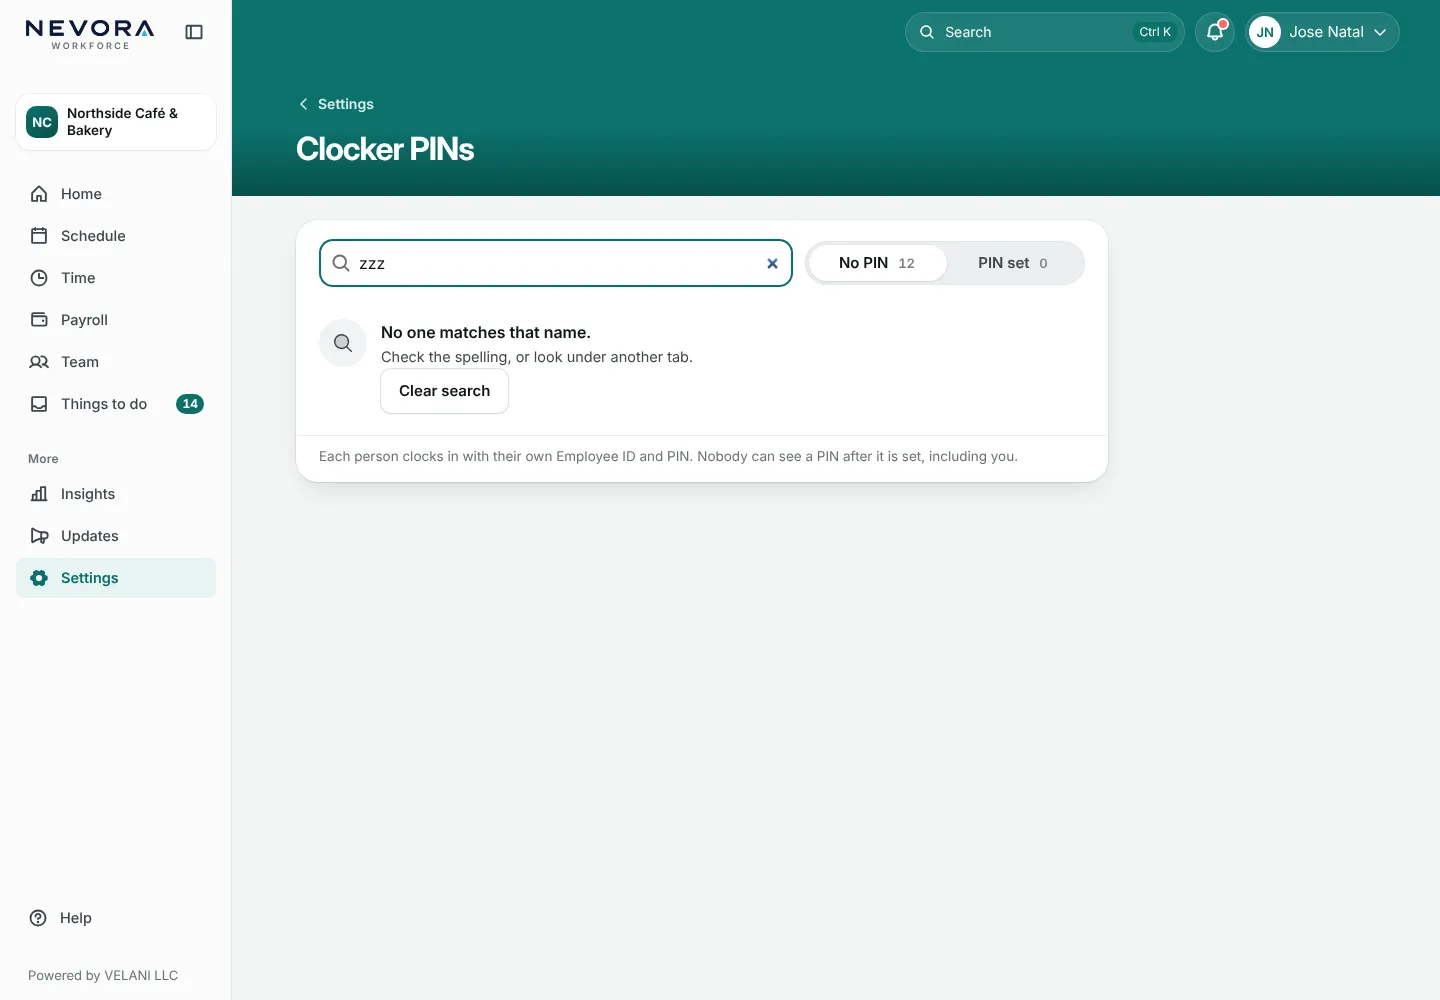 NEVORA
WORKFORCE
Search
Ctrl K
JN
Jose Natal
NC
Northside Café &
Bakery
Settings
Clocker PINs
Home
Schedule
Time
Payroll
Team
Things to do
14
More
Insights
Updates
Settings
zzz
No PIN 12
PIN set 0
No one matches that name.
Check the spelling, or look under another tab.
Clear search
Each person clocks in with their own Employee ID and PIN. Nobody can see a PIN after it is set, including you.
Help
Powered by VELANI LLC